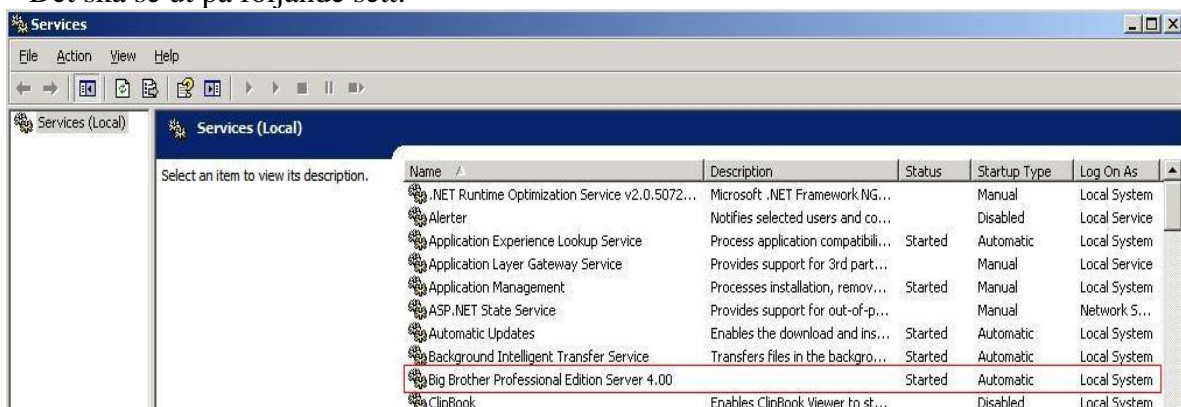 Det ska se ut på följande sätt:
Services
File Action View Help
Services (Local)
Services (Local)
Select an item to view its description.
Name Description Status Startup Type Log On As
.NET Runtime Optimization Service v2.0.5072... Microsoft .NET Framework NG... Manual Local System
Alerter Notifies selected users and co... Disabled Local Service
Application Experience Lookup Service Process application compatibili... Started Automatic Local System
Application Layer Gateway Service Provides support for 3rd part... Manual Local Service
Application Management Processes installation, remov... Started Manual Local System
ASP.NET State Service Provides support for out-of-p... Manual Network S...
Automatic Updates Enables the download and ins... Started Automatic Local System
Background Intelligent Transfer Service Transfers files in the backgro... Started Automatic Local System
Big Brother Professional Edition Server 4.00 Started Automatic Local System
ClipBook Enables ClipBook Viewer to st... Disabled Local System